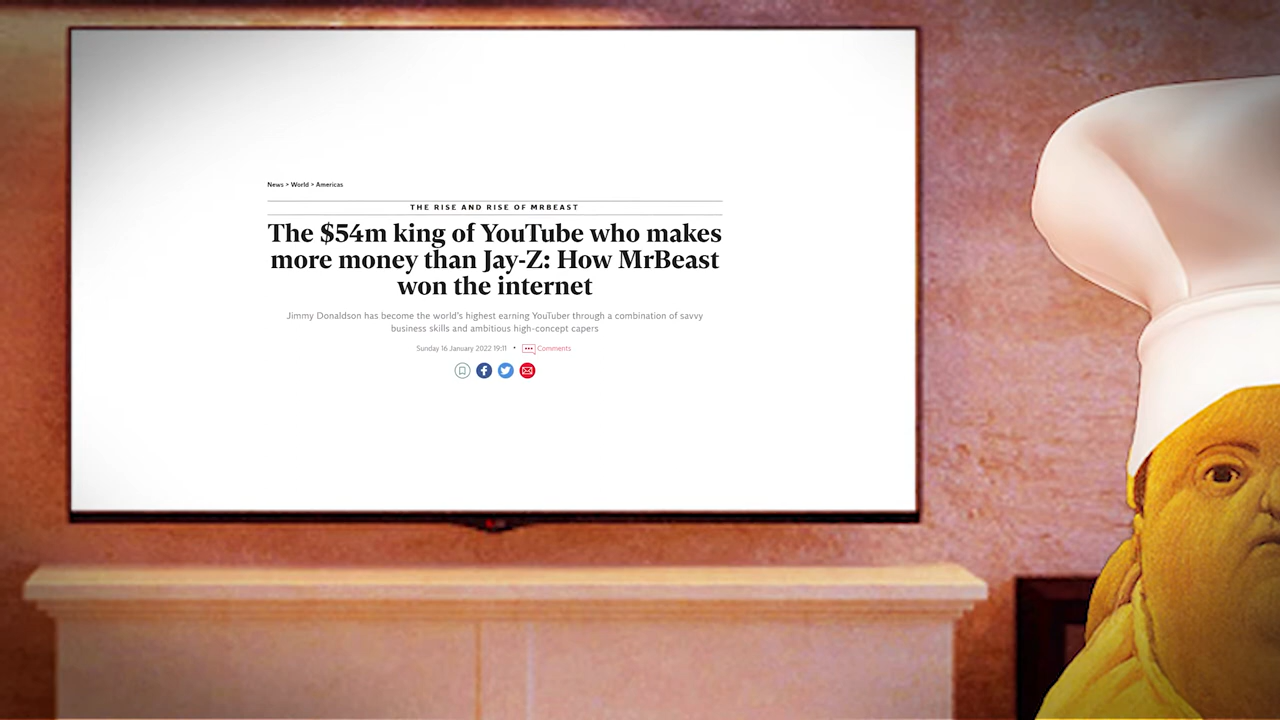 News > World > Americas
THE RISE AND RISE OF MRBEAST
The $54m king of YouTube who makes
more money than Jay-Z: How MrBeast
won the internet
Jimmy Donaldson has become the world's highest earning YouTuber through a combination of savvy
business skills and ambitious high-concept capers
Sunday 16 January 2022 19:11 • Comments